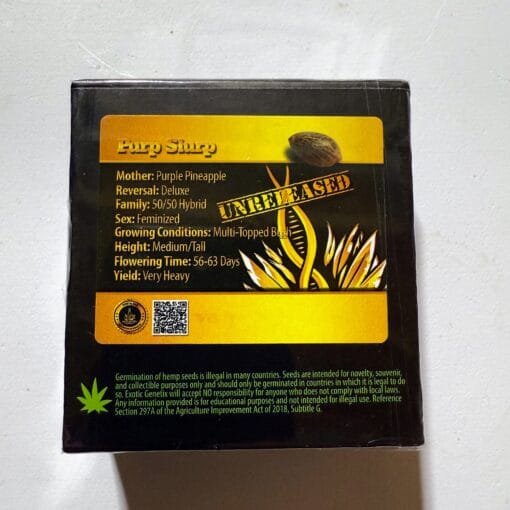 Purp Slurp
Mother: Purple Pineapple
Reversal: Deluxe
Family: 50/50 Hybrid
Sex: Feminized
UNRELEASED
Growing Conditions: Multi-Topped Bush
Height: Medium/Tall
Flowering Time: 56-63 Days
Yield: Very Heavy
Germination of hemp seeds is illegal in many countries. Seeds are intended for novelty, souvenir,
and collectible purposes only and should only be germinated in countries in which it is legal to do
so. Exotic Genetix will accept NO responsibility for anyone who does not comply with local laws.
Any information provided is for educational purposes and not intended for illegal use. Reference
Section 297A of the Agriculture Improvement Act of 2018, Subtitle G.